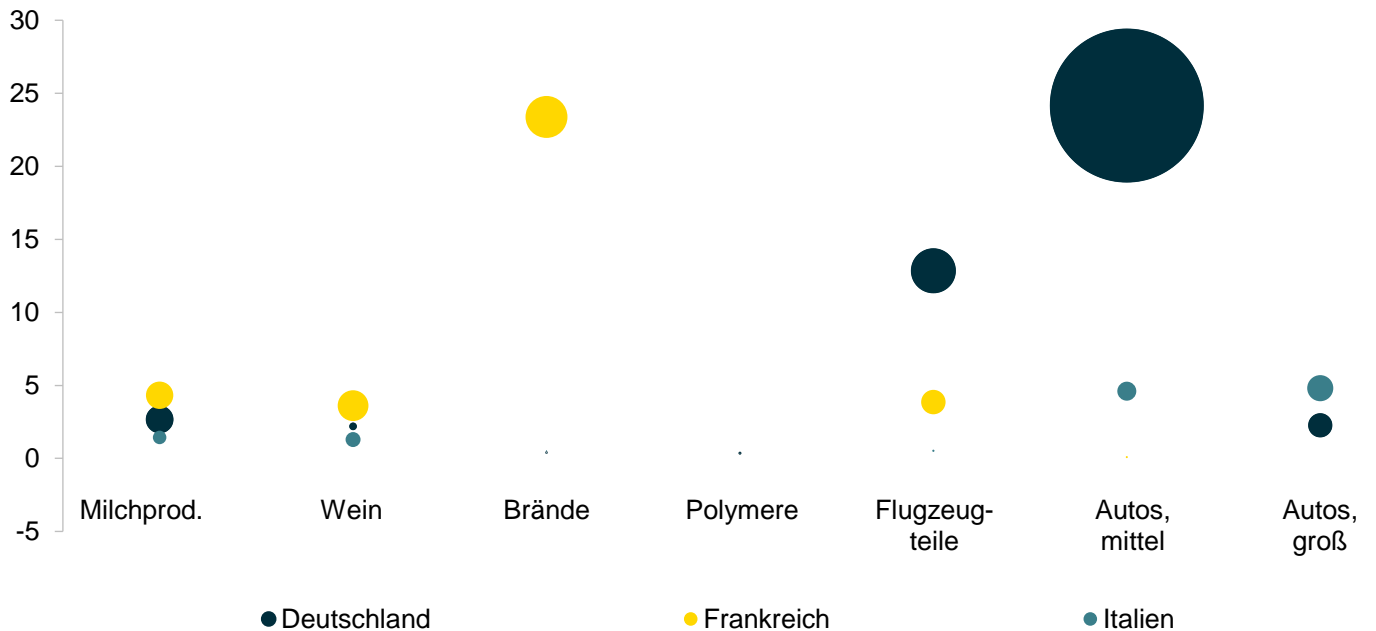 30
25
20
15
10
5
0
-5
Milchprod.
Wein
Brände
Polymere
Flugzeug-
teile
Autos,
mittel
Autos,
groß
Deutschland
Frankreich
Italien